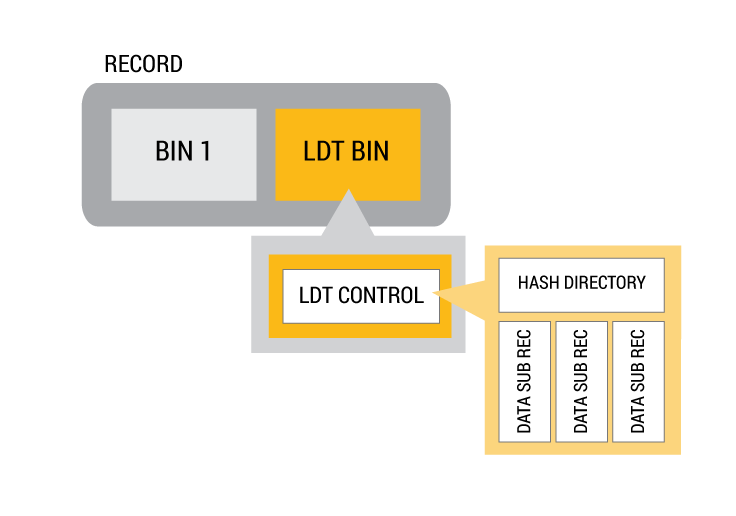 RECORD
BIN 1
LDT BIN
LDT CONTROL
HASH DIRECTORY
DATA SUB REC
DATA SUB REC
DATA SUB REC